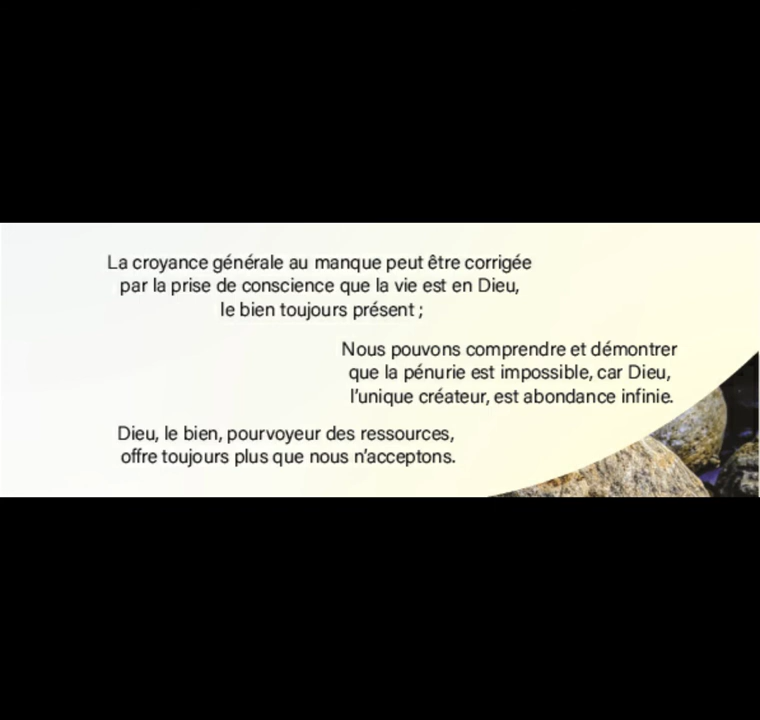 La croyance générale au manque peut être corrigée
par la prise de conscience que la vie est en Dieu,
le bien toujours présent ;
Nous pouvons comprendre et démontrer
que la pénurie est impossible, car Dieu,
l'unique créateur, est abondance infinie.
Dieu, le bien, pourvoyeur des ressources,
offre toujours plus que nous n'acceptons.